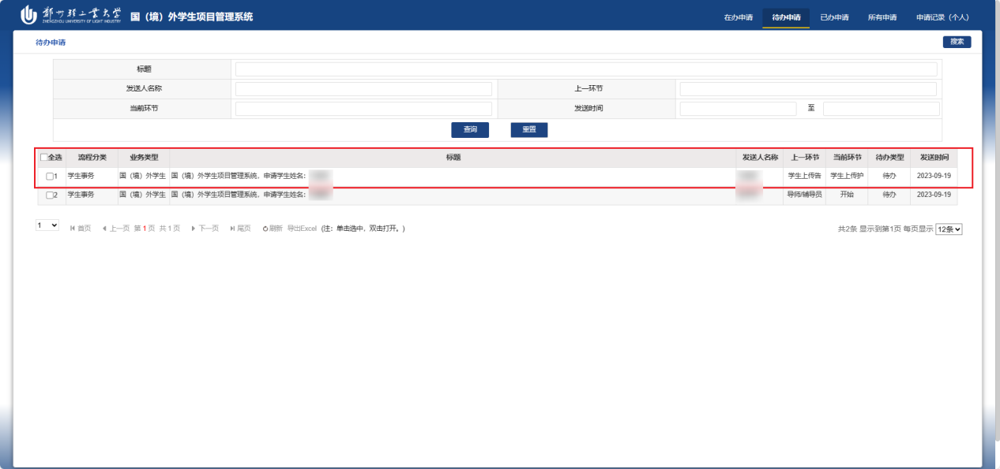 郑州轻工业大学 国（境）外学生项目管理系统 在办申请 待办申请 已办申请 所有申请 申请记录（个人）
ZHENGZHOU UNIVERSITY OF LIGHT INDUSTRY
待办申请 搜索
标题
发送人名称 上一环节
当前环节 发送时间 至
查询 重置
全选 流程分类 业务类型 标题 发送人名称 上一环节 当前环节 待办类型 发送时间
1 学生事务 国（境）外学生 国（境）外学生项目管理系统，申请学生姓名： 学生上传告 学生上传护 待办 2023-09-19
2 学生事务 国（境）外学生 国（境）外学生项目管理系统，申请学生姓名： 导师/辅导员 开始 待办 2023-09-19
1 首页 上一页 第1页 共1页 下一页 尾页 刷新 导出Excel (注：单击选中，双击打开。) 共2条 显示到第1页 每页显示 12条